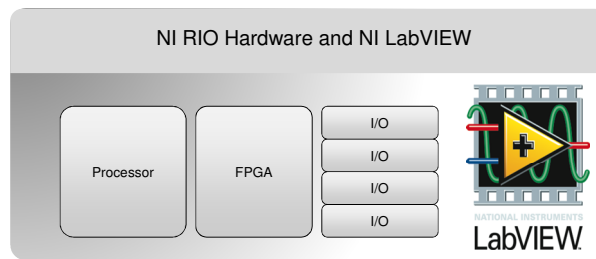 NI RIO Hardware and NI LabVIEW
Processor
FPGA
I/O
I/O
I/O
I/O
NATIONAL INSTRUMENTS
LabVIEW